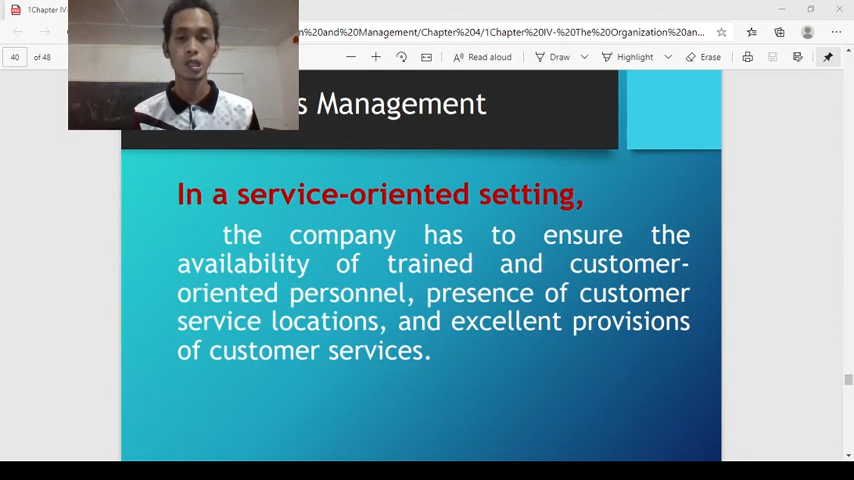 1Chapter IV-
n and Management/Chapter%204/1Chapter%20IV-%20The%20Organization%20an...
40 of 48
Read aloud
Draw
Highlight
Erase
s Management
In a service-oriented setting,
the company has to ensure the
availability of trained and customer-
oriented personnel, presence of customer
service locations, and excellent provisions
of customer services.